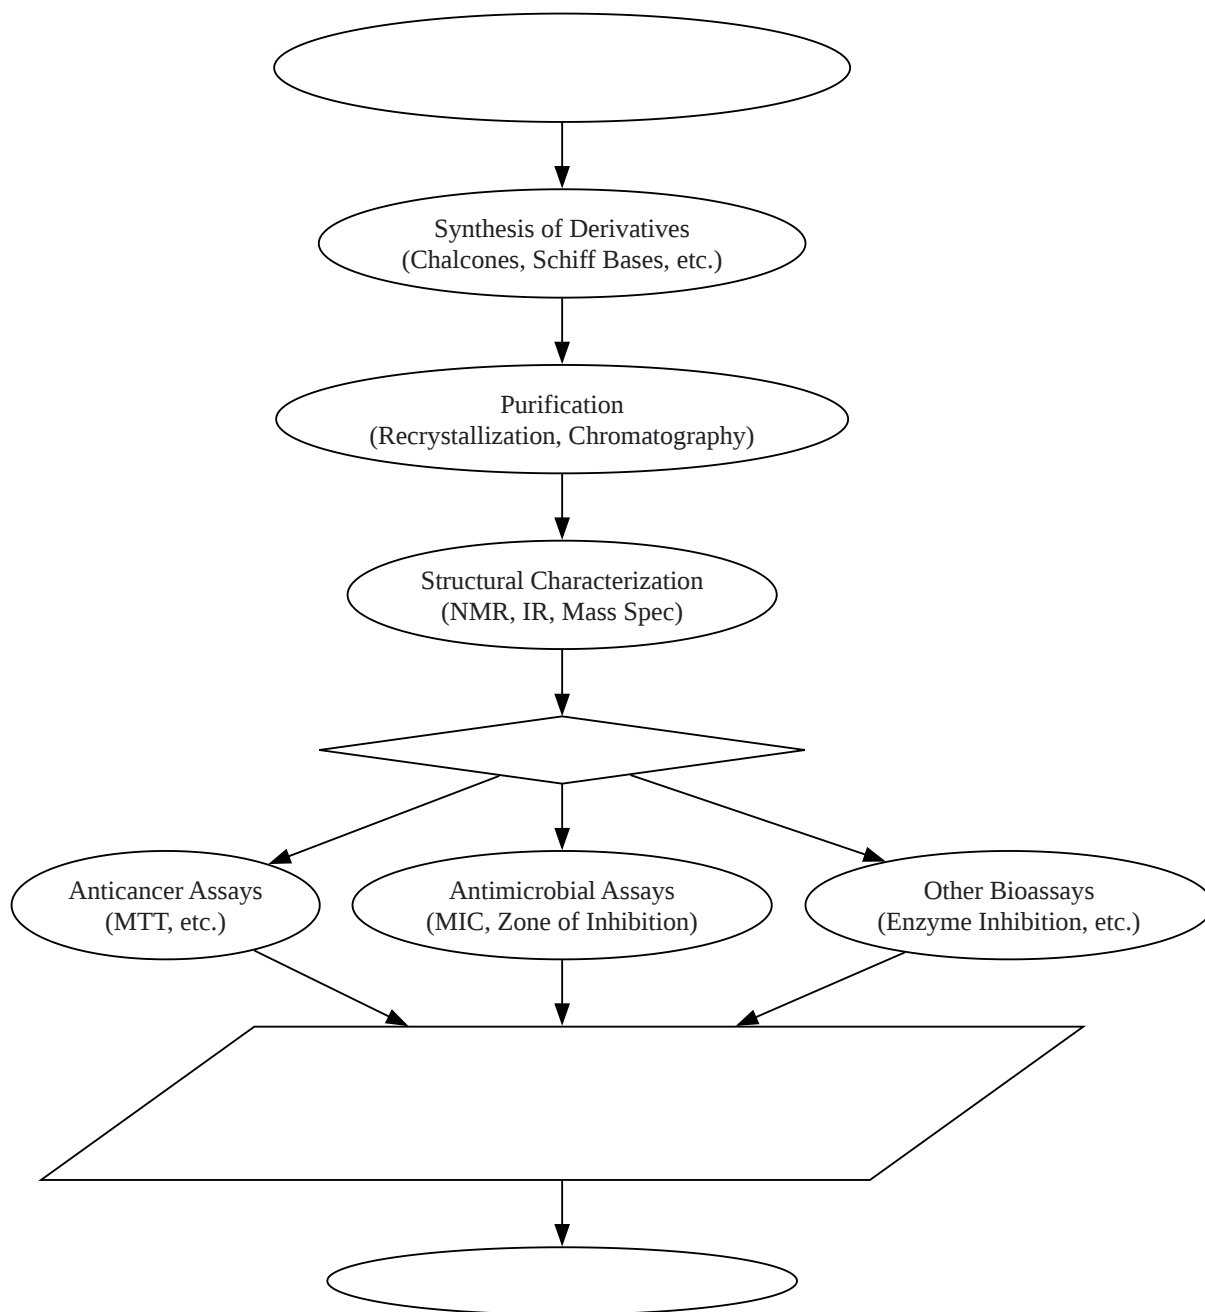 Synthesis of Derivatives
(Chalcones, Schiff Bases, etc.)
Purification
(Recrystallization, Chromatography)
Structural Characterization
(NMR, IR, Mass Spec)
Anticancer Assays
(MTT, etc.)
Antimicrobial Assays
(MIC, Zone of Inhibition)
Other Bioassays
(Enzyme Inhibition, etc.)